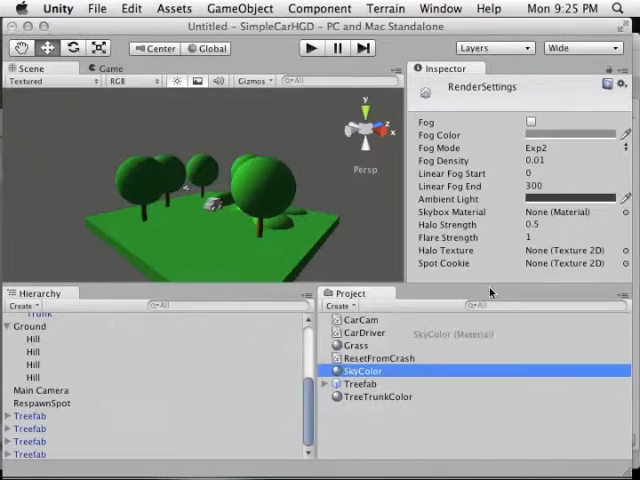 Unity File Edit Assets GameObject Component Terrain Window Help Mon 9:25 PM
Untitled - SimpleCarHGD - PC and Mac Standalone
Center Global Layers Wide
Scene Game
Textured RGB Gizmos All
y
z
x
Persp
Inspector
RenderSettings
Fog
Fog Color
Fog Mode Exp2
Fog Density 0.01
Linear Fog Start 0
Linear Fog End 300
Ambient Light
Skybox Material None (Material)
Halo Strength 0.5
Flare Strength 1
Halo Texture None (Texture 2D)
Spot Cookie None (Texture 2D)
Hierarchy
Create All
Trunk
Ground
Hill
Hill
Hill
Hill
Main Camera
RespawnSpot
Treefab
Treefab
Treefab
Treefab
Project
Create All
CarCam
CarDriver
SkyColor (Material)
Grass
ResetFromCrash
SkyColor
Treefab
TreeTrunkColor